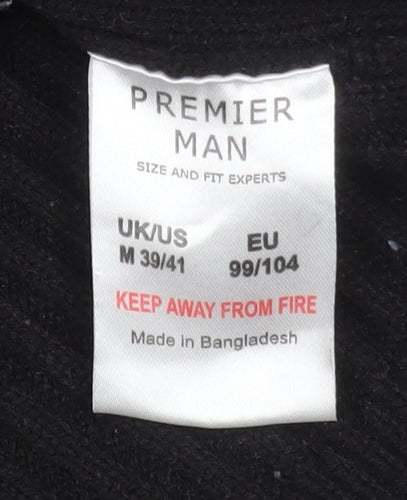 PREMIER
MAN
SIZE AND FIT EXPERTS
UK/US EU
M 39/41 99/104
KEEP AWAY FROM FIRE
Made in Bangladesh